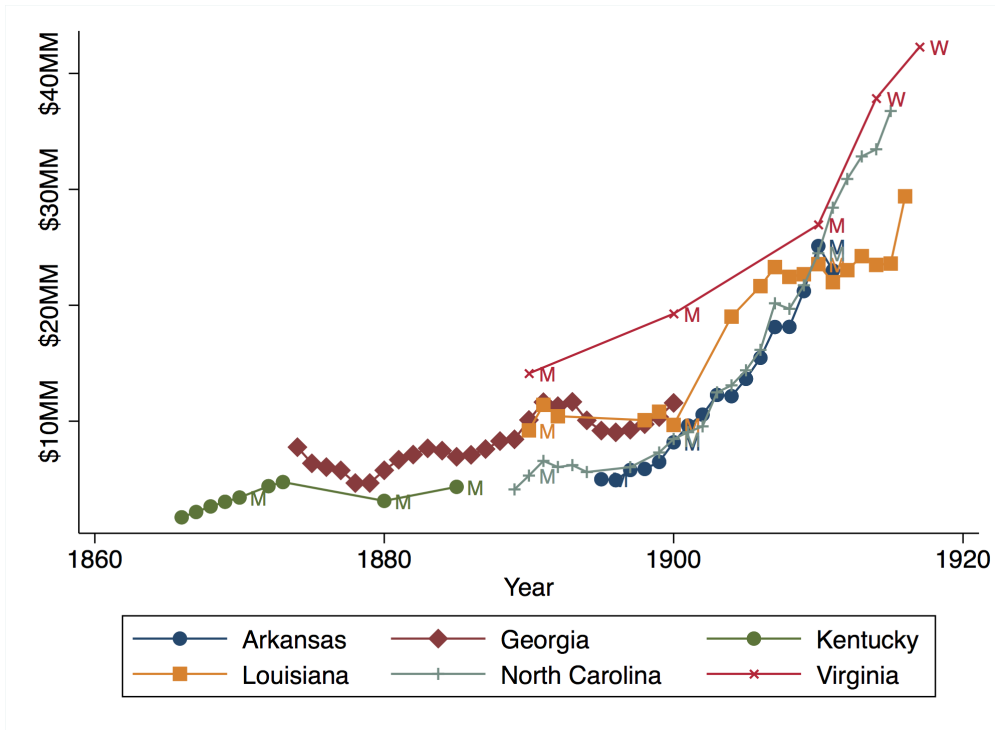 $40MM
$30MM
$20MM
$10MM
W
W
M
M
M
M
M
M
M
M
M
M
M
M
1860 1880 1900 1920
Year
Arkansas Georgia Kentucky
Louisiana North Carolina Virginia